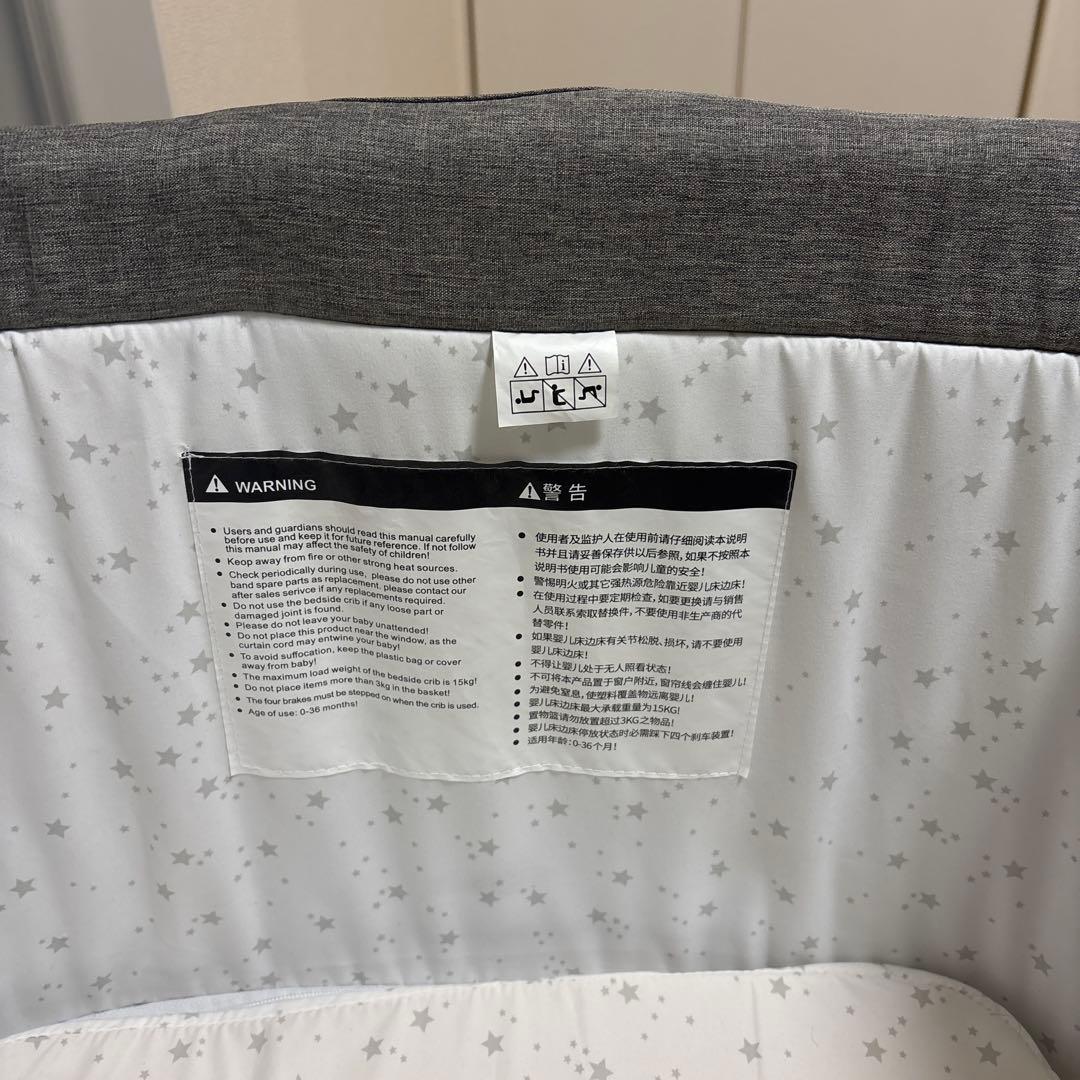 WARNING
• Users and guardians should read this manual carefully
before use and keep it for future reference. If not follow
this manual may affect the safety of children!
• Keop away from fire or other strong heat sources.
• Check periodically during use, please do not use other
band spare parts as replacement. please contact our
after sales serivce if any replacements required.
• Do not use the bedside crib if any loose part or
damaged joint is found.
• Please do not leave your baby unattended!
• Do not place this product near the window, as the
curtain cord may entwine your baby!
• To avoid suffocation, keep the plastic bag or cover
away from baby!
• The maximum load weight of the bedside crib is 15kg!
• Do not place items more than 3kg in the basket!
• The four brakes must be stepped on when the crib is used.
• Age of use: 0-36 months!
警告
• 使用者及监护人在使用前请仔细阅读本说明
书并且请妥善保存供以后参照,如果不按照本
说明书使用可能会影响儿童的安全!
• 警惕明火或其它强热源危险靠近婴儿床边床!
• 在使用过程中要定期检查,如要更换请与销售
人员联系索取替换件,不要使用非生产商的代
替零件!
• 如果婴儿床边床有关节松脱、损坏,请不要使用
婴儿床边床!
• 不得让婴儿处于无人照看状态!
• 不可将本产品置于窗户附近,窗帘线会缠住婴儿!
• 为避免窒息,使塑料覆盖物远离婴儿!
• 婴儿床边床最大承载重量为15KG!
• 置物篮请勿放置超过3KG之物品!
• 婴儿床边床停放状态时必需踩下四个刹车装置!
• 适用年龄:0-36个月!